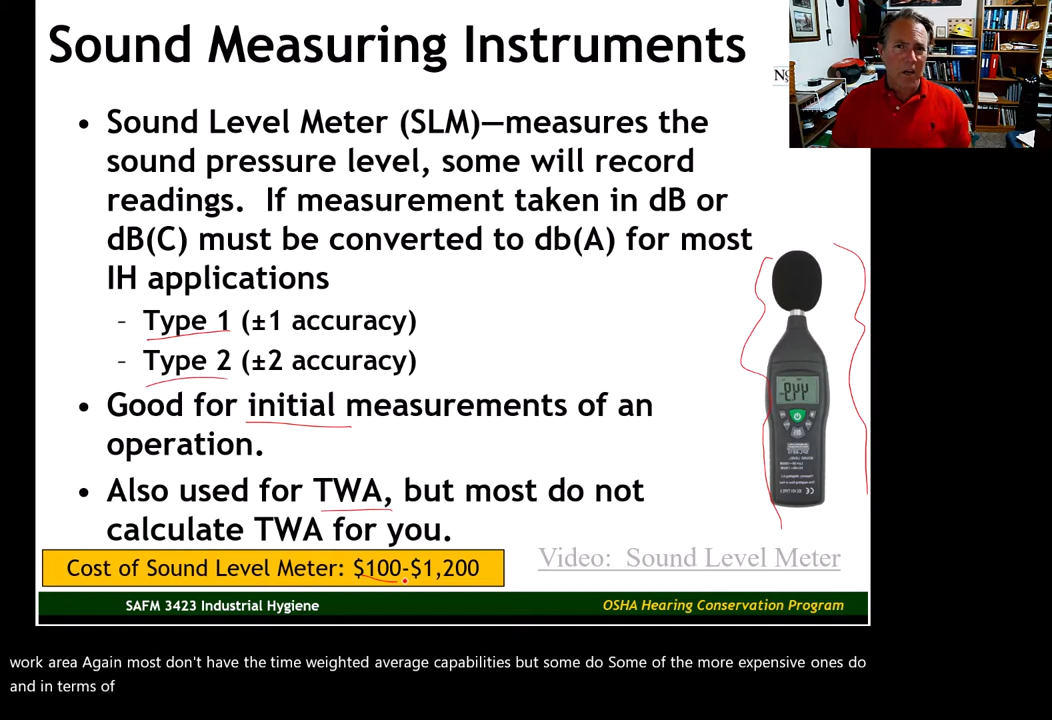 Sound Measuring Instruments
• Sound Level Meter (SLM)—measures the
sound pressure level, some will record
readings.  If measurement taken in dB or
dB(C) must be converted to db(A) for most
IH applications
– Type 1 (±1 accuracy)
– Type 2 (±2 accuracy)
• Good for initial measurements of an
operation.
• Also used for TWA, but most do not
calculate TWA for you.
Cost of Sound Level Meter: $100-$1,200
Video:  Sound Level Meter
SAFM 3423 Industrial Hygiene
OSHA Hearing Conservation Program
work area Again most don't have the time weighted average capabilities but some do Some of the more expensive ones do
and in terms of